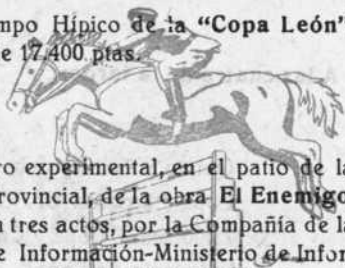 mpo Hípico de la “Copa León”
e 17.400 ptas.
ro experimental, en el patio de la
rovincial, de la obra El Enemigo
n tres actos, por la Compañía de la
e Información-Ministerio de Infor